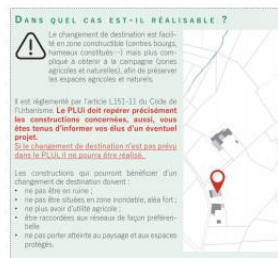 DANS QUEL CAS EST-IL RÉALISABLE ?
Le changement de destination est facili-
té en zone constructible (centres bourgs,
hameaux constitués…) mais plus com-
pliqué à obtenir à la campagne (zones
agricoles et naturelles), afin de préserver
les espaces agricoles et naturels.
Il est réglementé par l'article L151-11 du Code de
l'Urbanisme. Le PLUi doit repérer précisément
les constructions concernées, aussi, vous
êtes tenus d'informer vos élus d'un éventuel
projet.
Si le changement de destination n'est pas prévu
dans le PLUi, il ne pourra être réalisé.
Les constructions qui pourront bénéficier d'un
changement de destination doivent :
• ne pas être en ruine ;
• ne pas être situées en zone inondable, aléa fort ;
• ne plus avoir d'utilité agricole ;
• être raccordées aux réseaux de façon préféren-
tielle
• ne pas porter atteinte au paysage et aux espaces
protégés.